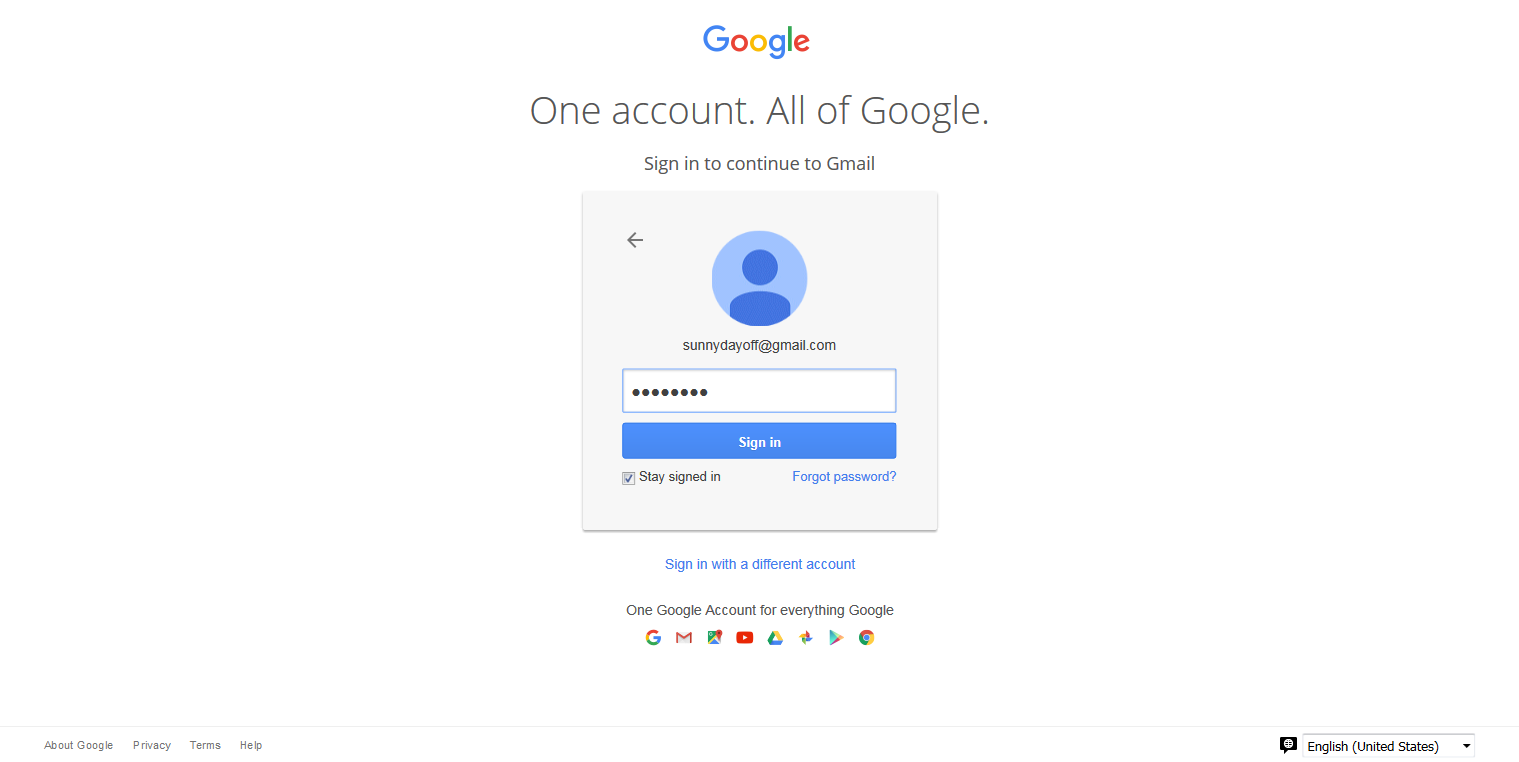 Google
One account. All of Google.
Sign in to continue to Gmail
sunnydayoff@gmail.com
Sign in
Stay signed in
Forgot password?
Sign in with a different account
One Google Account for everything Google
About Google
Privacy
Terms
Help
English (United States)